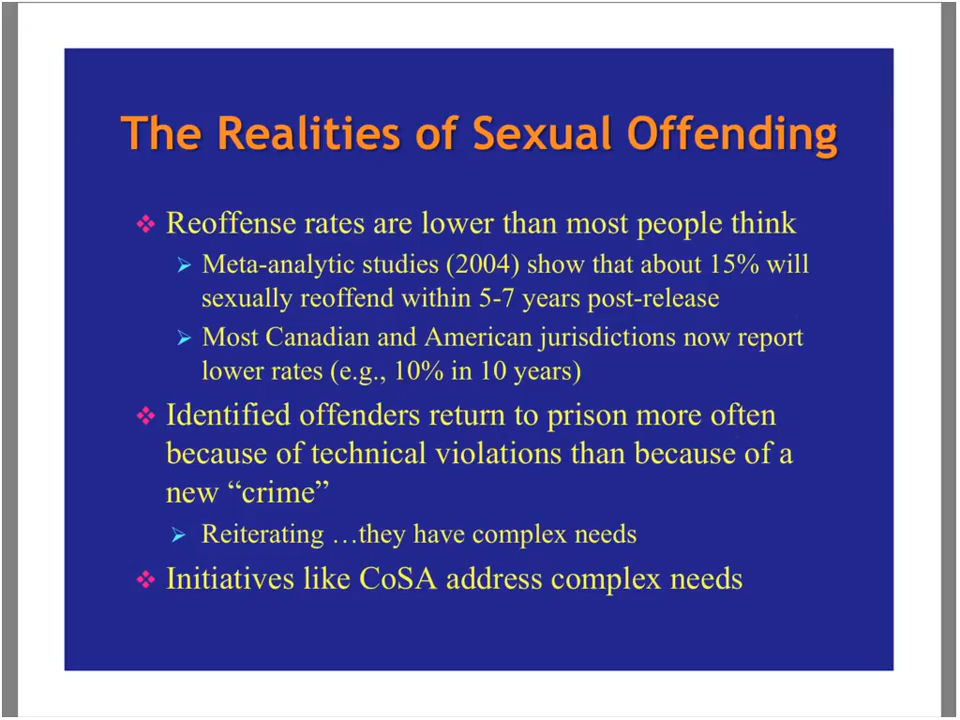 The Realities of Sexual Offending
Reoffense rates are lower than most people think
Meta-analytic studies (2004) show that about 15% will
sexually reoffend within 5-7 years post-release
Most Canadian and American jurisdictions now report
lower rates (e.g., 10% in 10 years)
Identified offenders return to prison more often
because of technical violations than because of a
new “crime”
Reiterating …they have complex needs
Initiatives like CoSA address complex needs